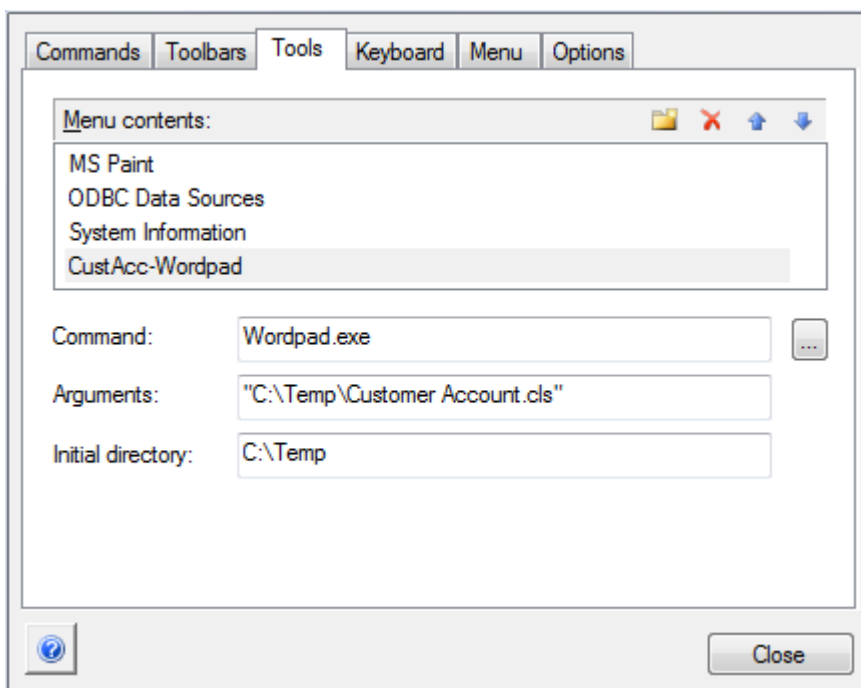 Commands Toolbars Tools Keyboard Menu Options
Menu contents:
MS Paint
ODBC Data Sources
System Information
CustAcc-Wordpad
Command: Wordpad.exe ...
Arguments: "C:\Temp\Customer Account.cls"
Initial directory: C:\Temp
? Close